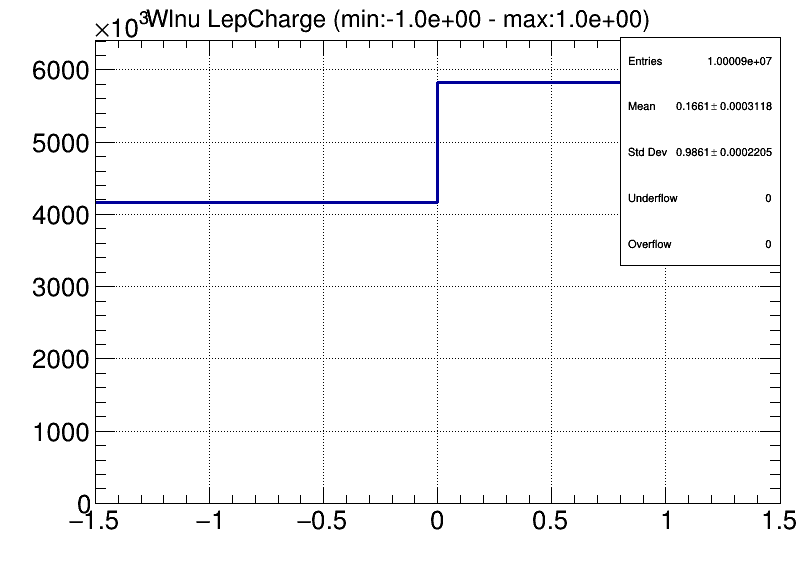 ×10³Wlnu LepCharge (min:-1.0e+00 - max:1.0e+00)
Entries 1.00009e+07
Mean 0.1661±0.0003118
Std Dev 0.9861±0.0002205
Underflow 0
Overflow 0
6000
5000
4000
3000
2000
1000
0
−1.5 −1 −0.5 0 0.5 1 1.5